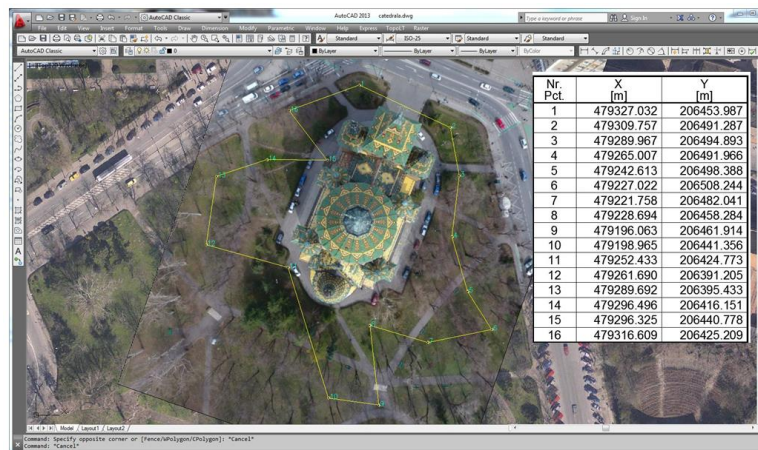 AutoCAD Classic
AutoCAD 2013 catedrala.dwg
Type a keyword or phrase
Sign In
File Edit View Insert Format Tools Draw Dimension Modify Parametric Window Help Express TopoLT Raster
Standard ISO-25 Standard Standard
AutoCAD Classic 0 ByLayer ByLayer ByLayer ByColor
Nr. Pct. X [m] Y [m]
1 479327.032 206453.987
2 479309.757 206491.287
3 479289.967 206494.893
4 479265.007 206491.966
5 479242.613 206498.388
6 479227.022 206508.244
7 479221.758 206482.041
8 479228.694 206458.284
9 479196.063 206461.914
10 479198.965 206441.356
11 479252.433 206424.773
12 479261.690 206391.205
13 479289.692 206395.433
14 479296.496 206416.151
15 479296.325 206440.778
16 479316.609 206425.209
Model Layout1 Layout2
Command: Specify opposite corner or [Fence/WPolygon/CPolygon]: *Cancel*
Command: *Cancel*